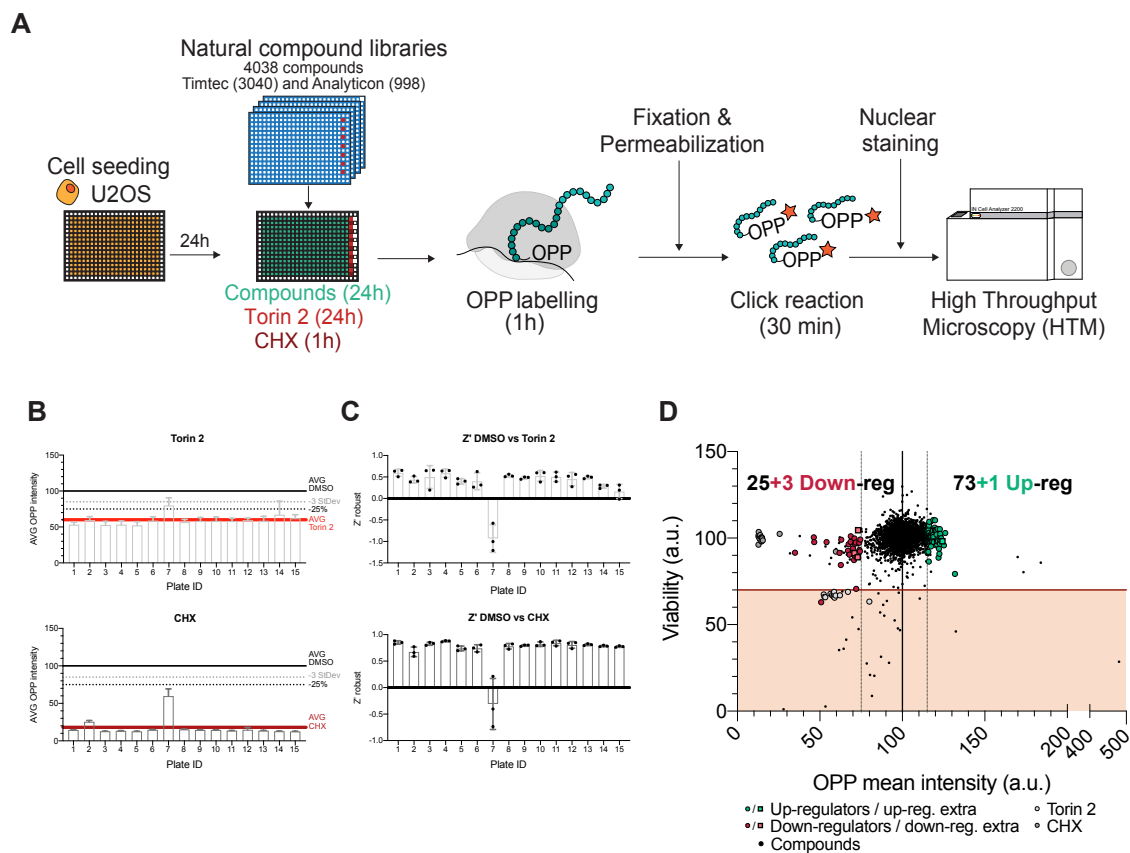 A
Natural compound libraries
4038 compounds
Timtec (3040) and Analyticon (998)
Cell seeding
U2OS
24h
Compounds (24h)
Torin 2 (24h)
CHX (1h)
OPP
OPP labelling
(1h)
Fixation &
Permeabilization
OPP
OPP
OPP
Click reaction
(30 min)
Nuclear
staining
IN Cell Analyzer 2200
High Throughput
Microscopy (HTM)
B
Torin 2
AVG OPP intensity
150
100
50
0
AVG
DMSO
-3 StDev
-25%
AVG
Torin 2
1 2 3 4 5 6 7 8 9 10 11 12 13 14 15
Plate ID
CHX
AVG OPP intensity
150
100
50
0
AVG
DMSO
-3 StDev
-25%
AVG
CHX
1 2 3 4 5 6 7 8 9 10 11 12 13 14 15
Plate ID
C
Z' DMSO vs Torin 2
Z' robust
1.0
0.5
0.0
-0.5
-1.0
-1.5
1 2 3 4 5 6 7 8 9 10 11 12 13 14 15
Plate ID
Z' DMSO vs CHX
Z' robust
1.0
0.5
0.0
-0.5
-1.0
1 2 3 4 5 6 7 8 9 10 11 12 13 14 15
Plate ID
D
25+3 Down-reg
73+1 Up-reg
Viability (a.u.)
150
100
50
0
0 50 100 150 200 400 500
OPP mean intensity (a.u.)
Up-regulators / up-reg. extra
Down-regulators / down-reg. extra
Compounds
Torin 2
CHX